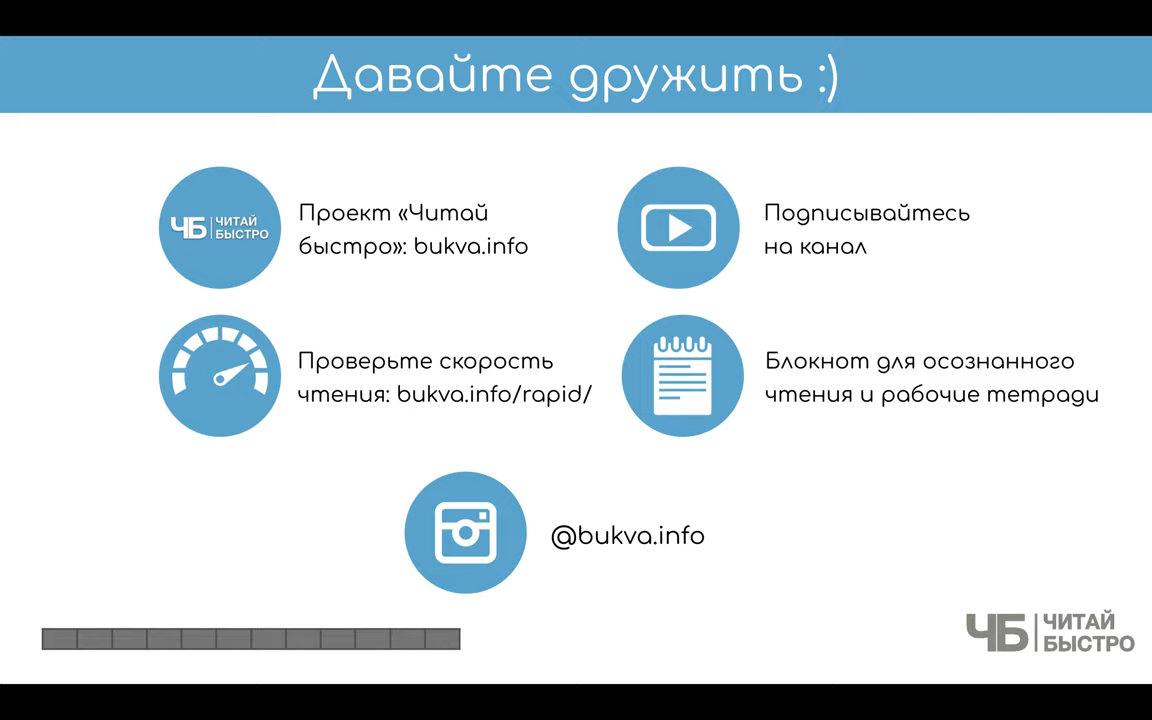 Давайте дружить :)
ЧБ ЧИТАЙ
БЫСТРО
Проект «Читай
быстро»: bukva.info
Подписывайтесь
на канал
Проверьте скорость
чтения: bukva.info/rapid/
Блокнот для осознанного
чтения и рабочие тетради
@bukva.info
ЧБ ЧИТАЙ
БЫСТРО